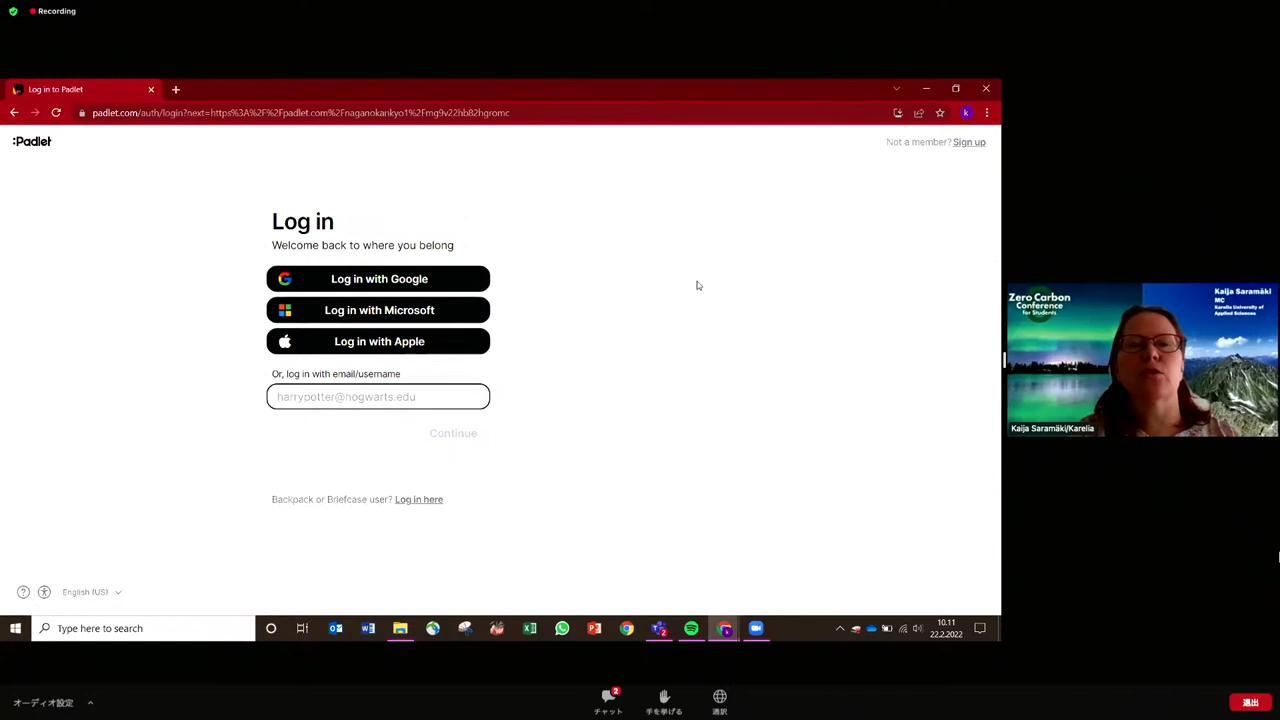 Recording
Log in to Padlet
padlet.com/auth/login?next=https%3A%2F%2Fpadlet.com%2Fnaganokankyo1%2Fmg9v22hb82hgromc
k
:Padlet
Not a member? Sign up
Log in
Welcome back to where you belong
Log in with Google
Log in with Microsoft
Log in with Apple
Or, log in with email/username
harrypotter@hogwarts.edu
Continue
Backpack or Briefcase user? Log in here
English (US)
Zero Carbon
Conference
for Students
Kaija Saramäki
MC
Karelia University of
Applied Sciences
Kaija Saramäki/Karelia
Type here to search
10.11
22.2.2022
オーディオ設定
2
チャット
手を挙げる
通訳
退出